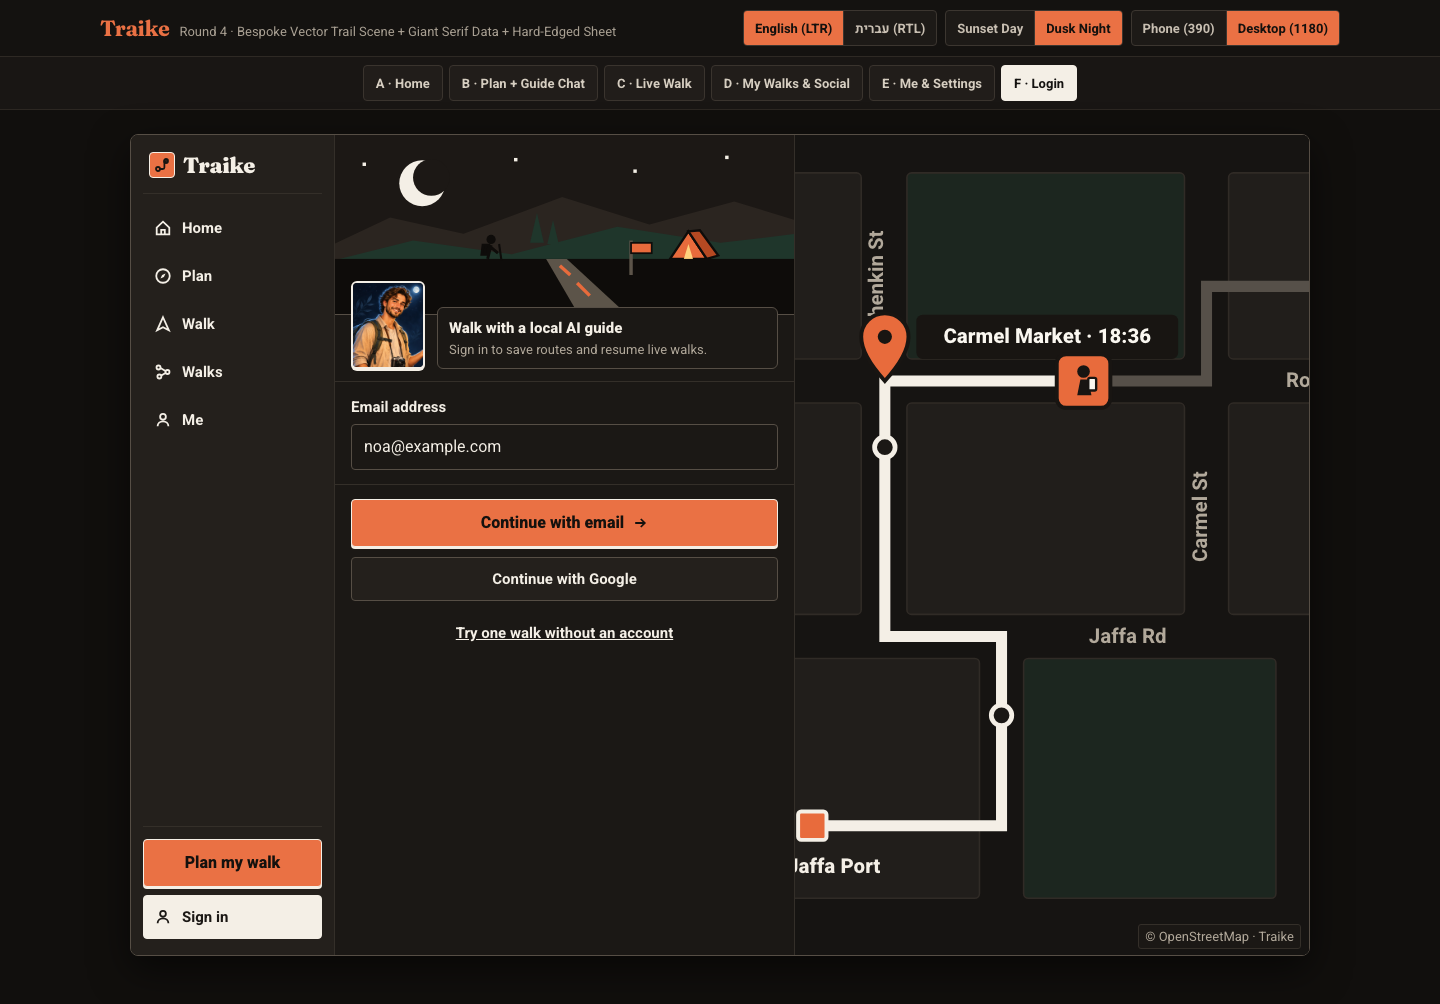 Traike Round 4 · Bespoke Vector Trail Scene + Giant Serif Data + Hard-Edged Sheet
English (LTR) עברית (RTL) Sunset Day Dusk Night Phone (390) Desktop (1180)
A · Home B · Plan + Guide Chat C · Live Walk D · My Walks & Social E · Me & Settings F · Login
Traike
Home
Plan
Walk
Walks
Me
Plan my walk
Sign in
Walk with a local AI guide
Sign in to save routes and resume live walks.
Email address
noa@example.com
Continue with email →
Continue with Google
Try one walk without an account
Carmel Market · 18:36
Carmel St
Jaffa Rd
Jaffa Port
© OpenStreetMap · Traike